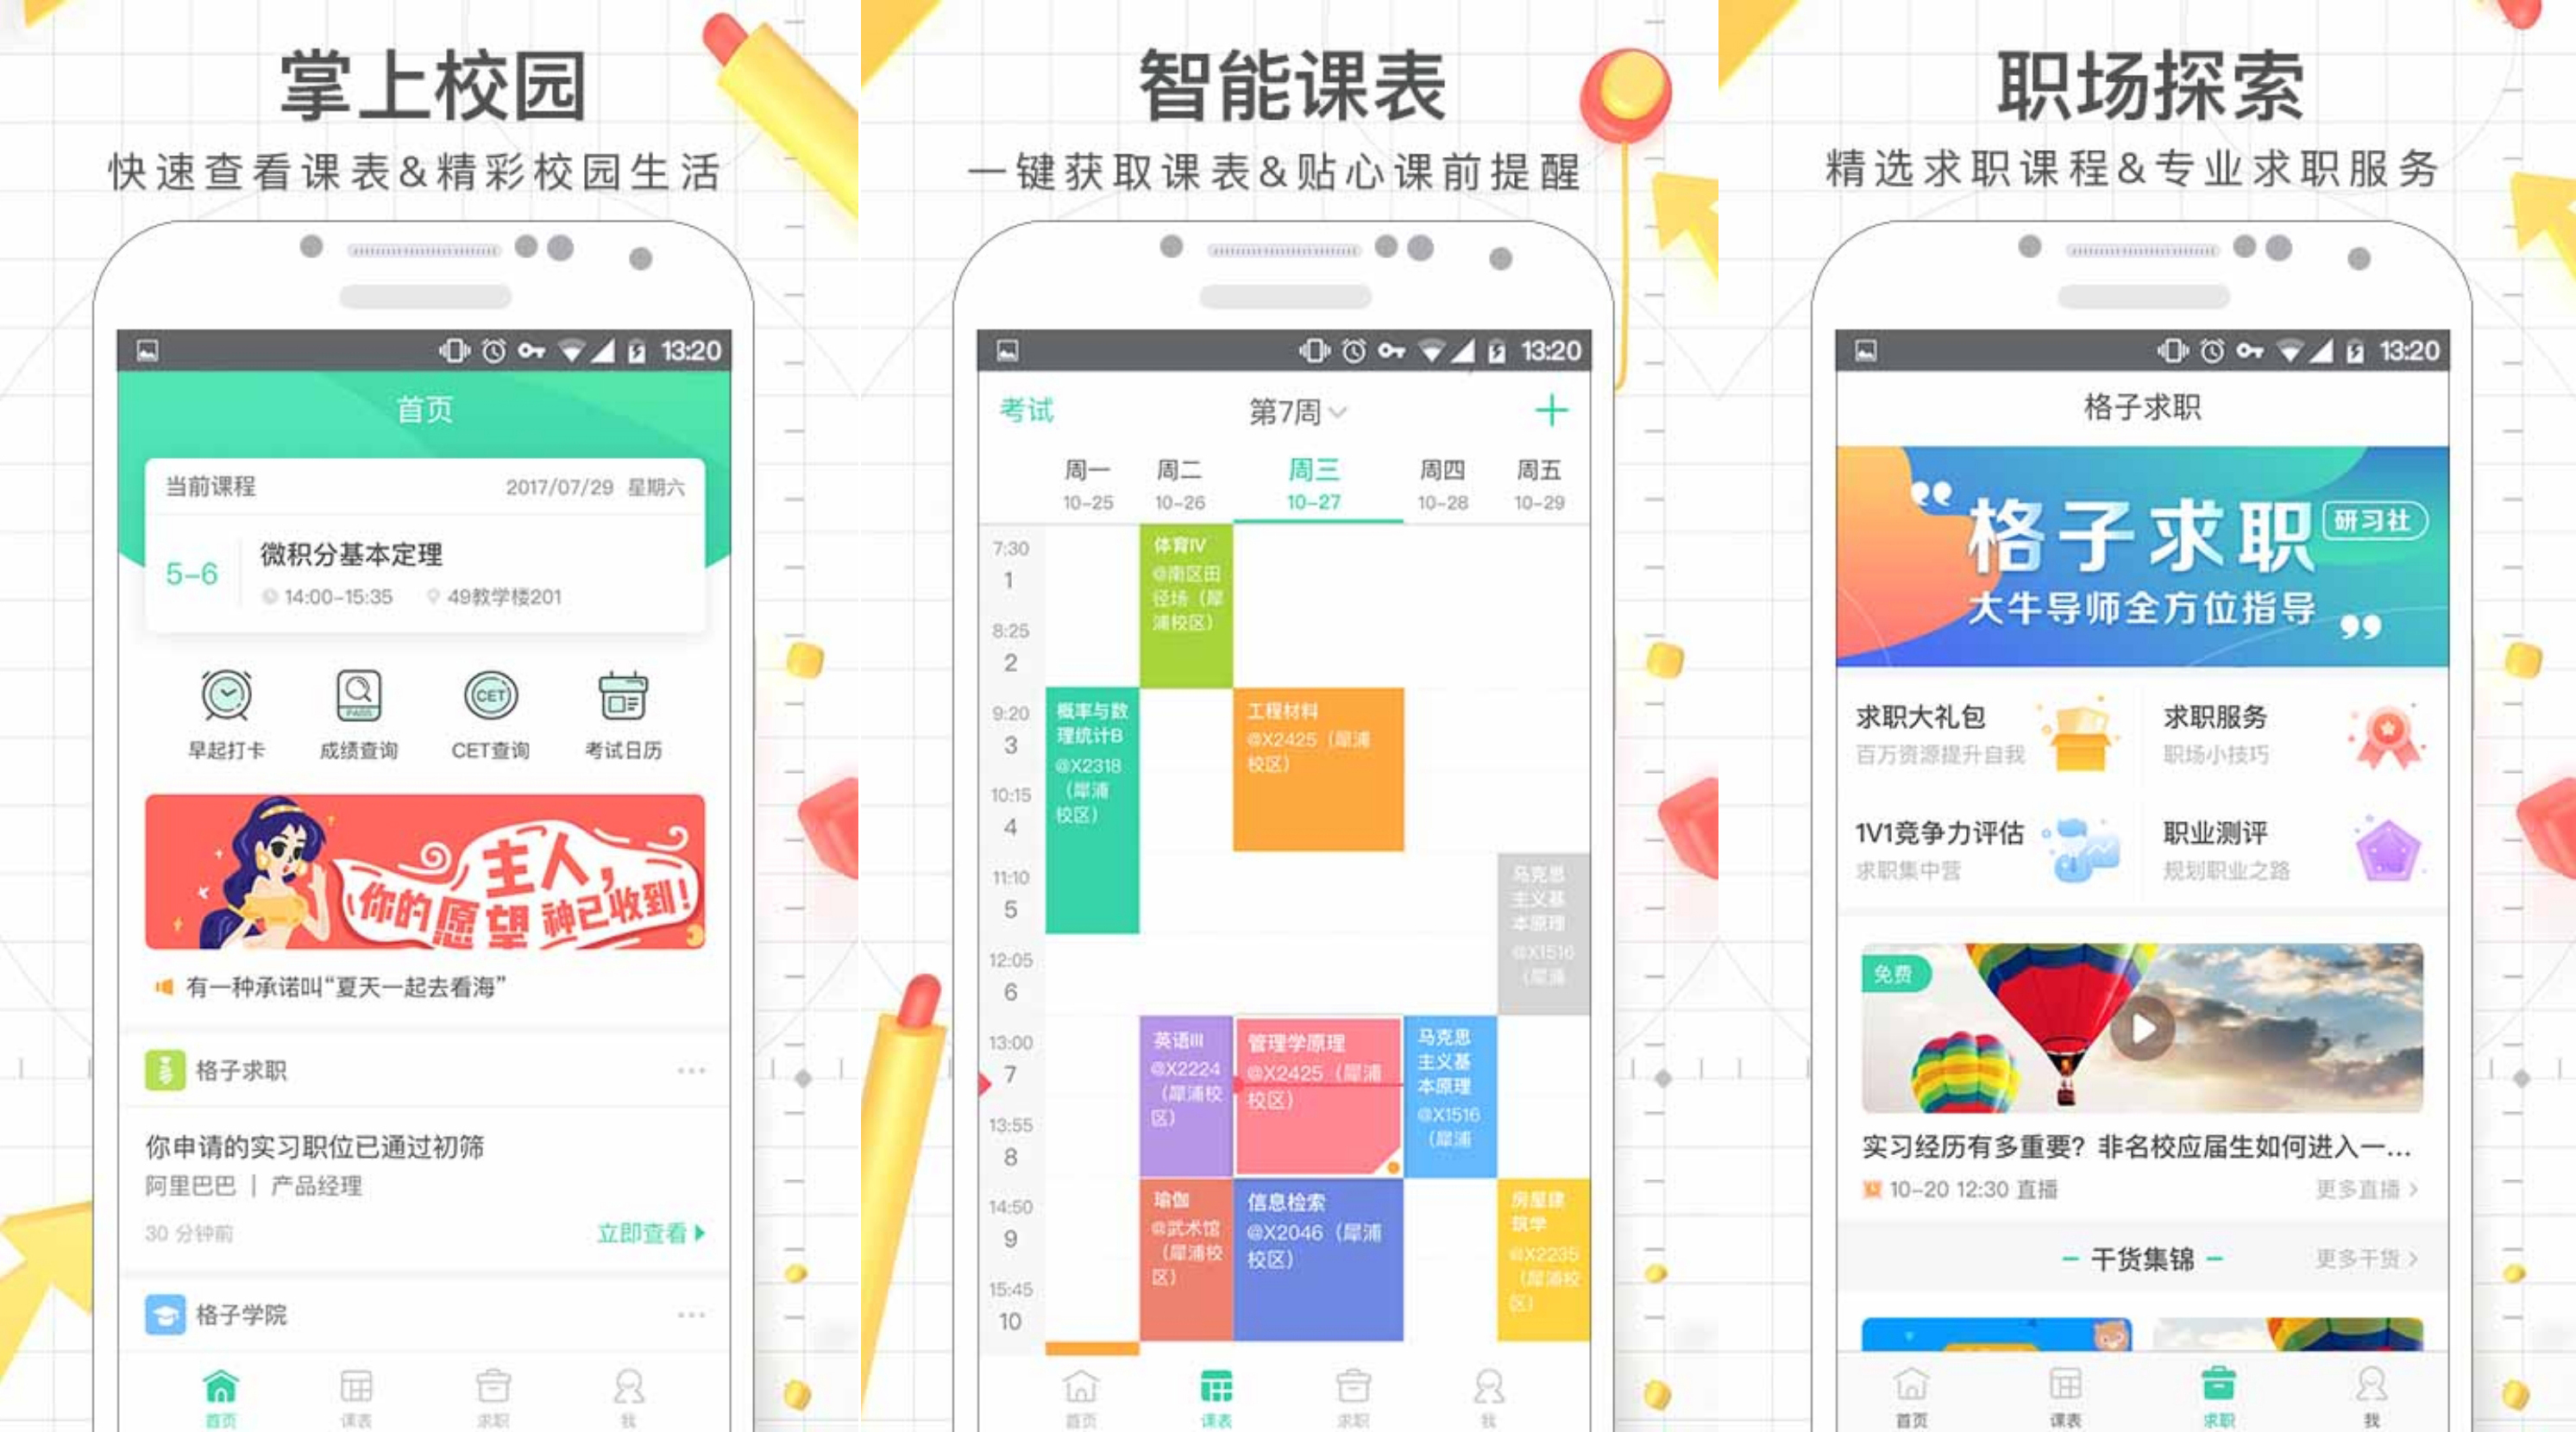 掌上校园
快速查看课表&精彩校园生活
13:20
首页
当前课程
2017/07/29 星期六
5-6
微积分基本定理
14:00-15:35
49教学楼201
CET
PASS
早起打卡
成绩查询
CET查询
考试日历
主人，
你的愿望神已收到！
有一种承诺叫“夏天一起去看海”
格子求职
你申请的实习职位已通过初筛
阿里巴巴 | 产品经理
30 分钟前
立即查看
格子学院
首页
课表
求职
我
智能课表
一键获取课表&贴心课前提醒
13:20
考试
第7周
周一
周二
周三
周四
周五
10-25
10-26
10-27
10-28
10-29
7:30
1
8:25
2
9:20
3
10:15
4
11:10
5
12:05
6
13:00
7
13:55
8
14:50
9
15:45
10
概率与数
理统计B
@X2318
（犀浦
校区）
体育IV
@南区田
径场（犀
浦校区）
英语III
@X2224
（犀浦校
区）
瑜伽
@武术馆
（犀浦校
区）
工程材料
@X2425（犀浦
校区）
管理学原理
@X2425（犀浦
校区）
信息检索
@X2046（犀浦
校区）
马克思
主义基
本原理
@X1516
（犀浦
马克思
主义基
本原理
@X1516
（犀浦
房屋建
筑学
@X2235
（犀浦校
区）
首页
课表
求职
我
职场探索
精选求职课程&专业求职服务
13:20
格子求职
格子求职
研习社
大牛导师全方位指导
求职大礼包
百万资源提升自我
求职服务
职场小技巧
1V1竞争力评估
求职集中营
职业测评
规划职业之路
免费
实习经历有多重要？非名校应届生如何进入一...
10-20 12:30 直播
更多直播
干货集锦
更多干货
首页
课表
求职
我